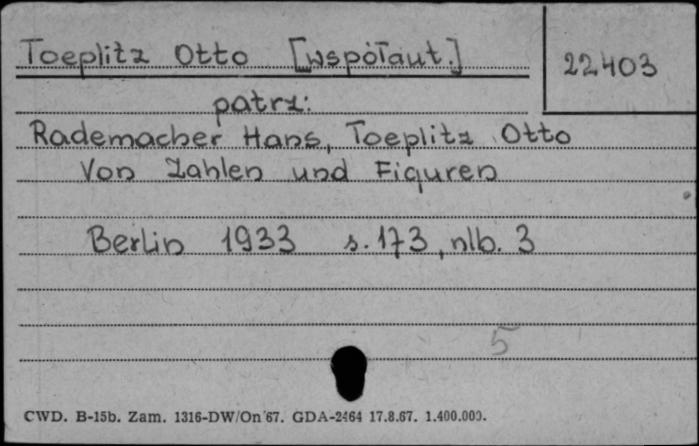 Toeplitz Otto [współaut.]
22403
patrz:
Rademacher Hans, Toeplitz Otto
Von Zahlen und Figuren
Berlin 1933 s. 173, nlb. 3
5
CWD. B-15b. Zam. 1316-DW/On 67. GDA-2464 17.8.67. 1.400.000.